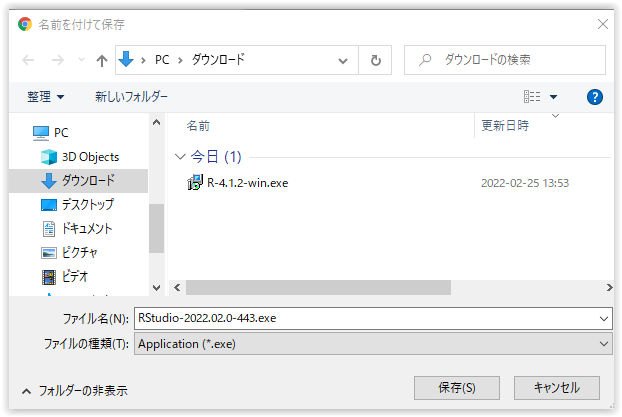 名前を付けて保存
PC ダウンロード
ダウンロードの検索
整理 新しいフォルダー
?
PC
3D Objects
ダウンロード
デスクトップ
ドキュメント
ピクチャ
ビデオ
名前 更新日時
今日 (1)
R-4.1.2-win.exe 2022-02-25 13:53
ファイル名(N): RStudio-2022.02.0-443.exe
ファイルの種類(T): Application (*.exe)
フォルダーの非表示
保存(S) キャンセル